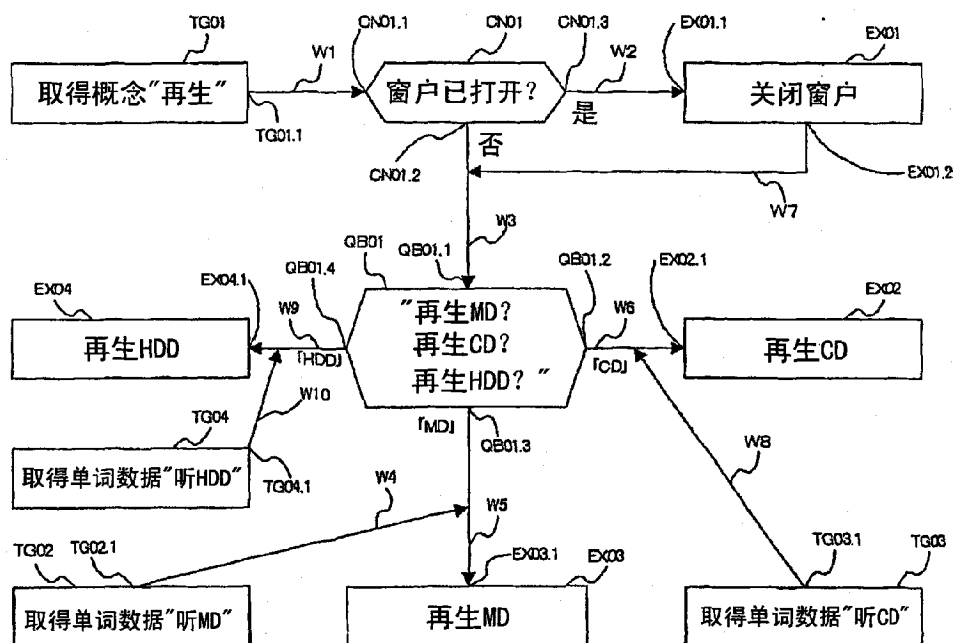 TG01
W1
CN01.1
CN01
CN01.3
W2
EX01.1
EX01
取得概念"再生"
窗户已打开?
关闭窗户
TG01.1
是
否
CN01.2
EX01.2
W7
W3
QB01
QB01.1
QB01.4
QB01.2
EX02.1
EX04
EX04.1
W9
W6
EX02
再生HDD
"再生MD?
再生CD?
再生HDD?"
再生CD
「HDD」
「CD」
W10
「MD」
QB01.3
TG04
取得单词数据"听HDD"
TG04.1
W4
W8
W5
TG02
TG02.1
EX03.1
EX03
TG03.1
TG03
取得单词数据"听MD"
再生MD
取得单词数据"听CD"